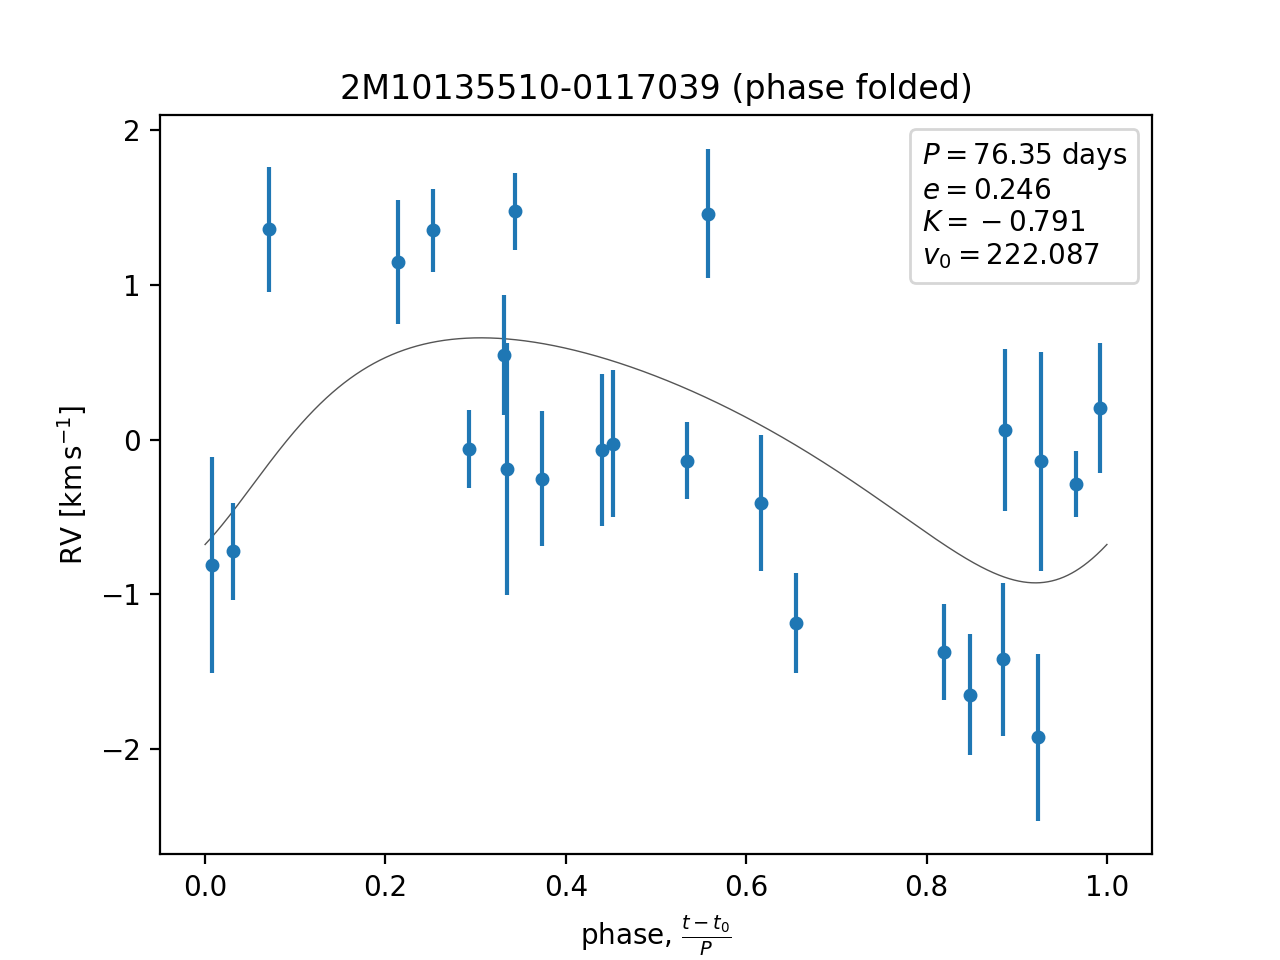 2M10135510-0117039 (phase folded)
P = 76.35 days
e = 0.246
K = −0.791
v₀ = 222.087
2
1
0
−1
−2
RV [km s⁻¹]
0.0 0.2 0.4 0.6 0.8 1.0
phase, (t − t₀)/P